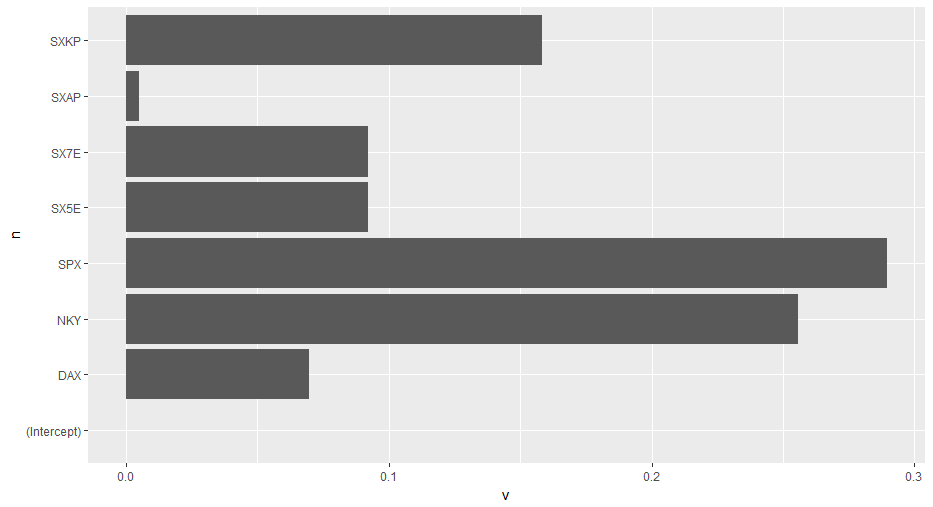 SXKP
SXAP
SX7E
SX5E
SPX
NKY
DAX
(Intercept)
n
0.0 0.1 0.2 0.3
v